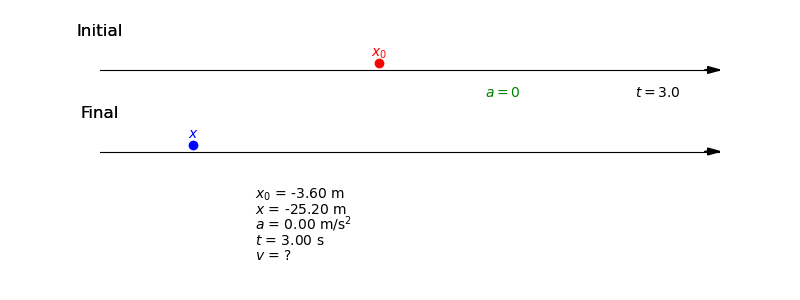 Initial
x₀
a = 0
t = 3.0
Final
x
x₀ = -3.60 m
x = -25.20 m
a = 0.00 m/s²
t = 3.00 s
v = ?